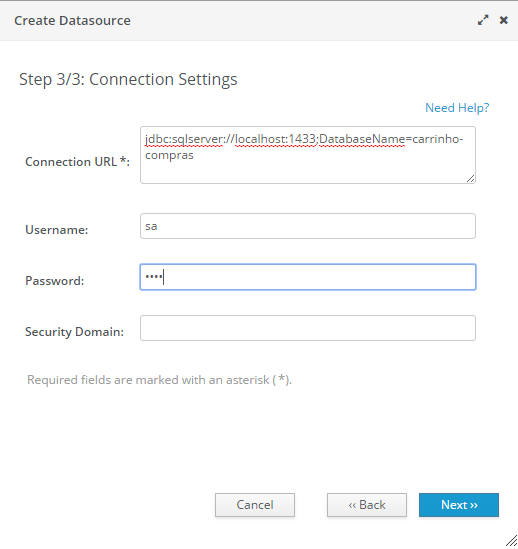 Create Datasource
Step 3/3: Connection Settings
Need Help?
Connection URL *:
jdbc:sqlserver://localhost:1433;DatabaseName=carrinho-
compras
Username:
sa
Password:
••••
Security Domain:
Required fields are marked with an asterisk (*).
Cancel
‹‹ Back
Next ››